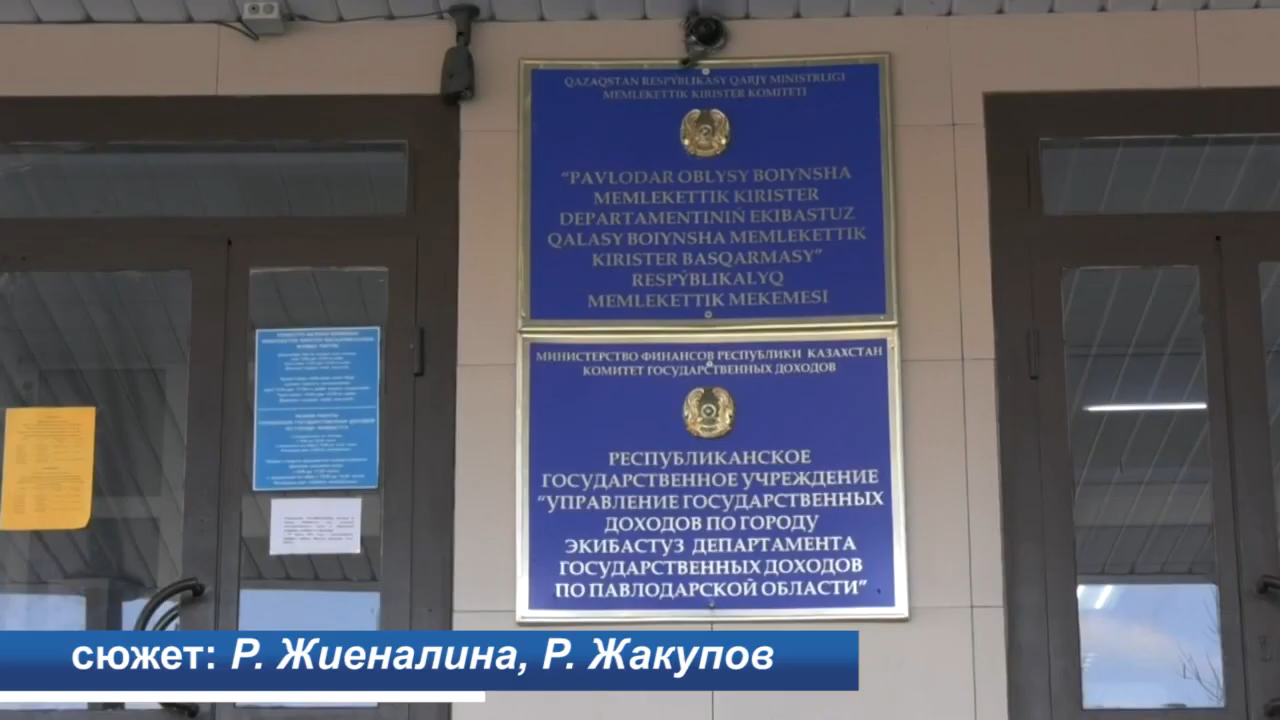 QAZAQSTAN RESPÝBLIKASY QARJY MINISTRLIGI
MEMLEKETTIK KIRISTER KOMITETI
“PAVLODAR OBLYSY BOIYNSHA
MEMLEKETTIK KIRISTER
DEPARTAMENTINIŃ EKIBASTUZ
QALASY BOIYNSHA MEMLEKETTIK
KIRISTER BASQARMASY”
RESPÝBLIKALYQ
MEMLEKETTIK MEKEMESI
МИНИСТЕРСТВО ФИНАНСОВ РЕСПУБЛИКИ КАЗАХСТАН
КОМИТЕТ ГОСУДАРСТВЕННЫХ ДОХОДОВ
РЕСПУБЛИКАНСКОЕ
ГОСУДАРСТВЕННОЕ УЧРЕЖДЕНИЕ
“УПРАВЛЕНИЕ ГОСУДАРСТВЕННЫХ
ДОХОДОВ ПО ГОРОДУ
ЭКИБАСТУЗ ДЕПАРТАМЕНТА
ГОСУДАРСТВЕННЫХ ДОХОДОВ
ПО ПАВЛОДАРСКОЙ ОБЛАСТИ”
сюжет: Р. Жиеналина, Р. Жакупов